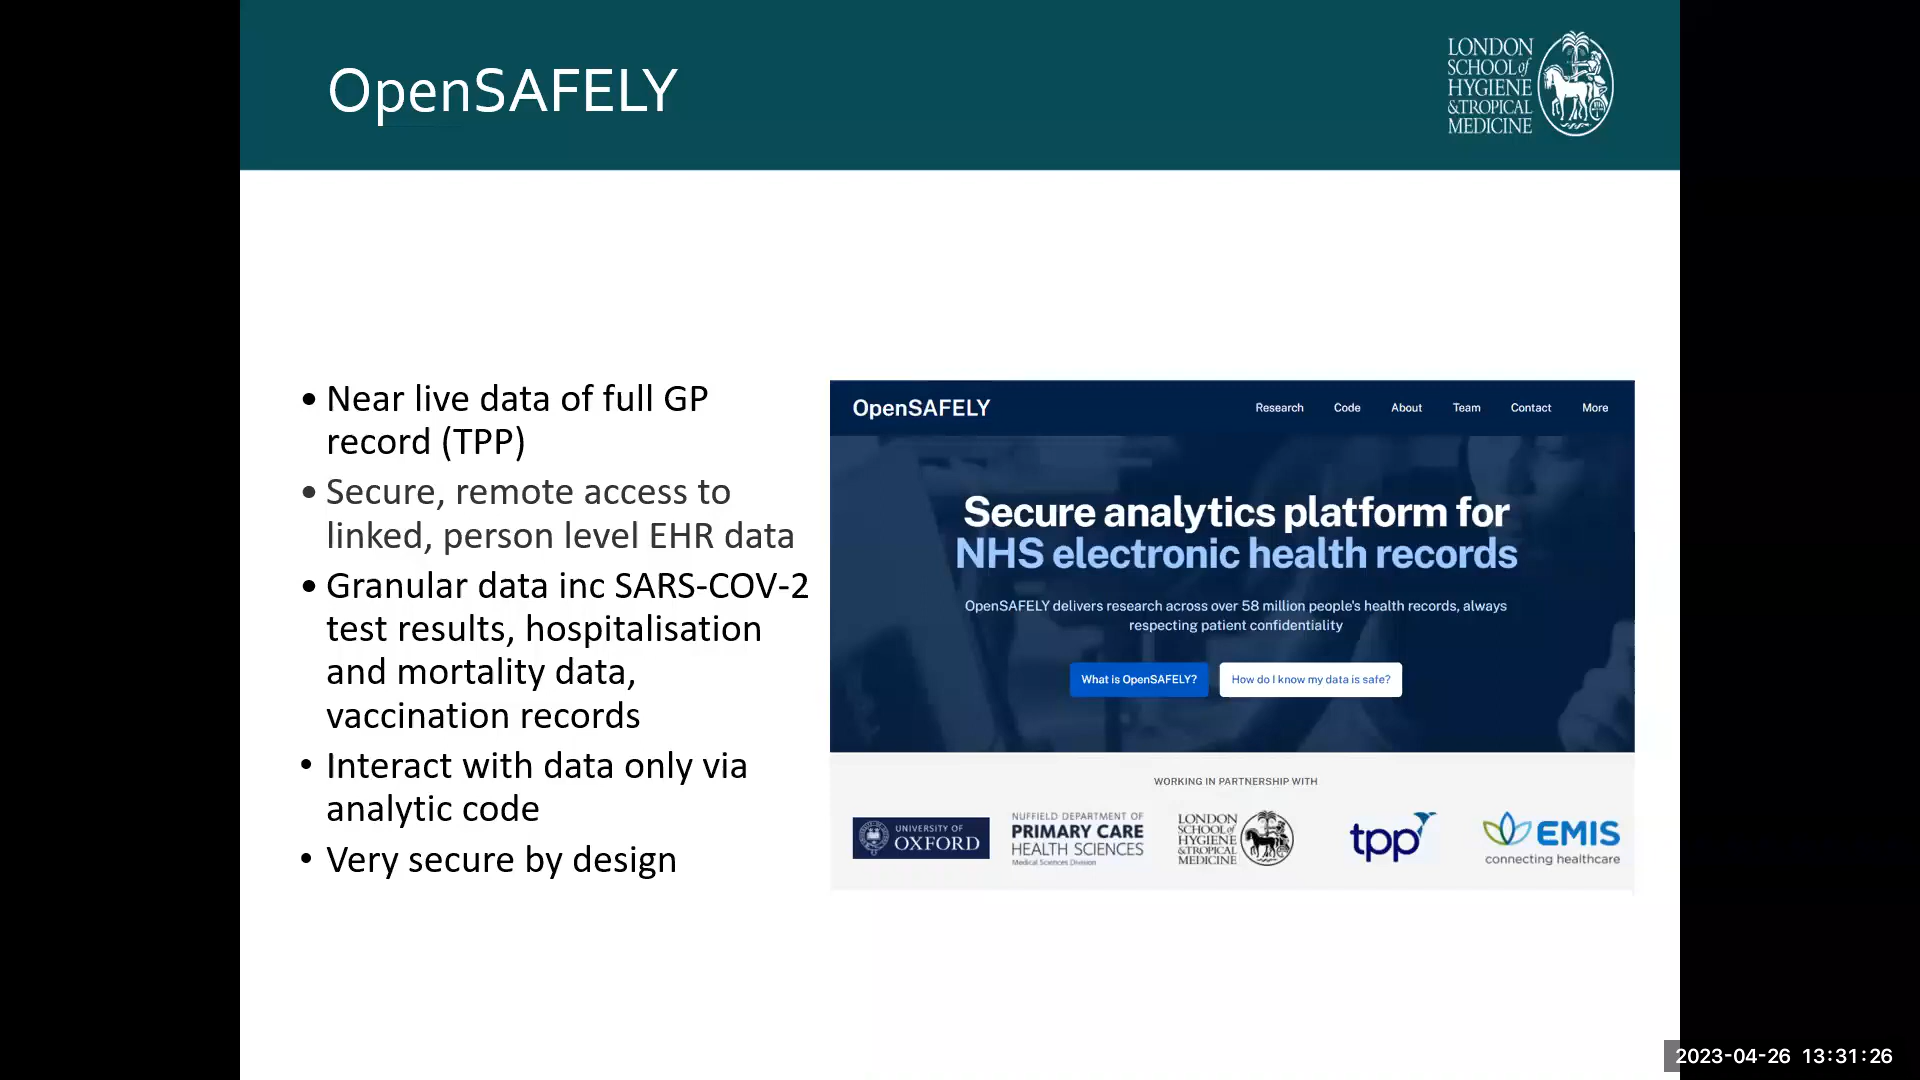 OpenSAFELY
LONDON
SCHOOL of
HYGIENE
& TROPICAL
MEDICINE
• Near live data of full GP
record (TPP)
• Secure, remote access to
linked, person level EHR data
• Granular data inc SARS-COV-2
test results, hospitalisation
and mortality data,
vaccination records
• Interact with data only via
analytic code
• Very secure by design
OpenSAFELY
Research Code About Team Contact More
Secure analytics platform for
NHS electronic health records
OpenSAFELY delivers research across over 58 million people's health records, always
respecting patient confidentiality
What is OpenSAFELY? How do I know my data is safe?
WORKING IN PARTNERSHIP WITH
UNIVERSITY OF
OXFORD
NUFFIELD DEPARTMENT OF
PRIMARY CARE
HEALTH SCIENCES
Medical Sciences Division
LONDON
SCHOOL of
HYGIENE
& TROPICAL
MEDICINE
tpp
EMIS
connecting healthcare
2023-04-26 13:31:26